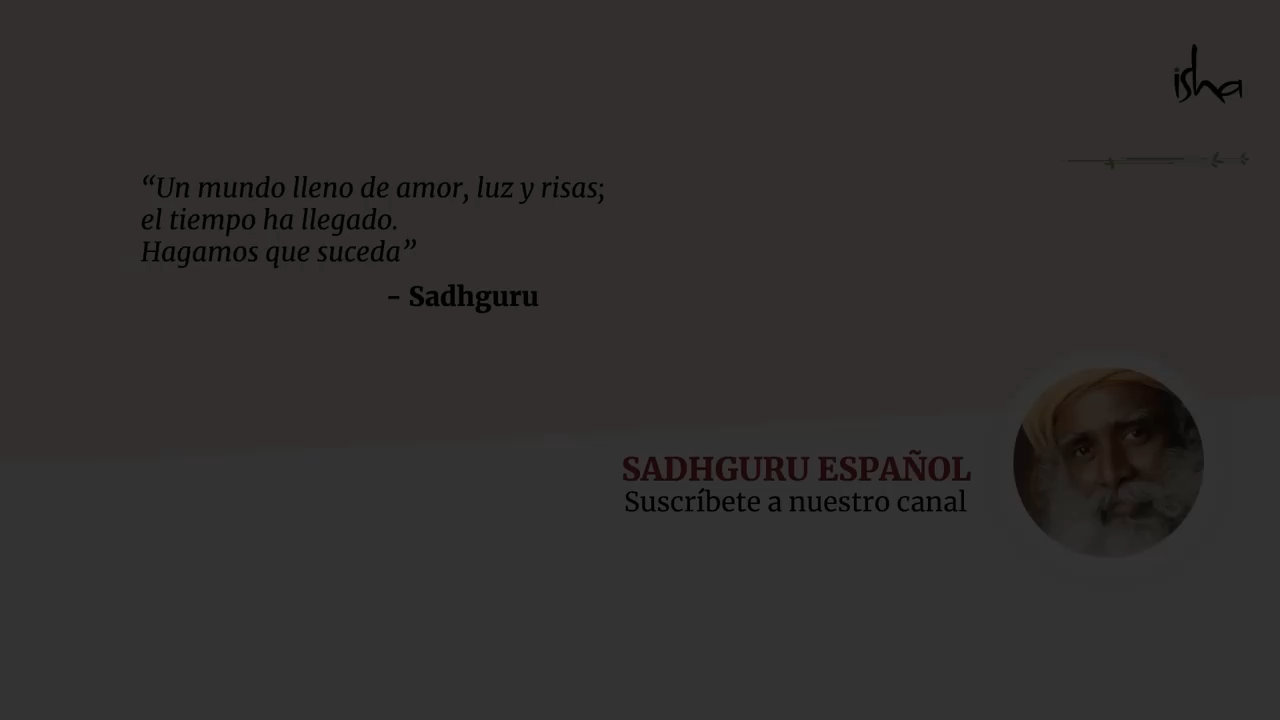 isha
“Un mundo lleno de amor, luz y risas;
el tiempo ha llegado.
Hagamos que suceda”
- Sadhguru
SADHGURU ESPAÑOL
Suscríbete a nuestro canal